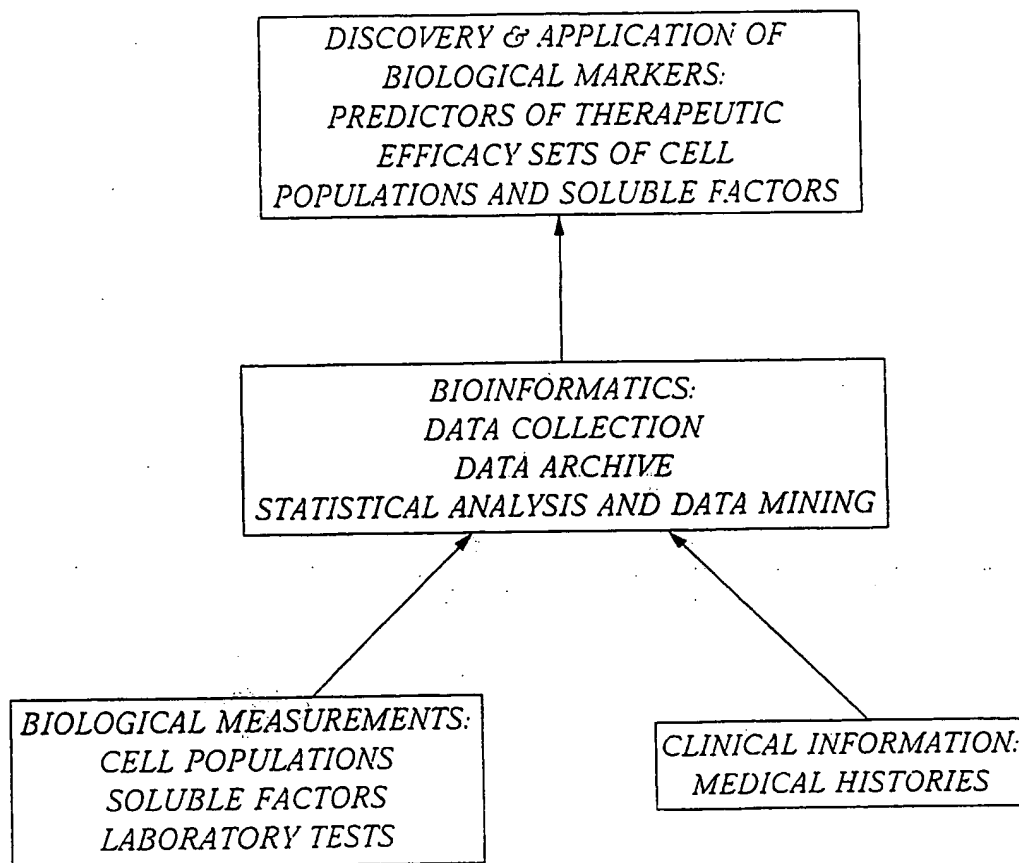 DISCOVERY & APPLICATION OF
BIOLOGICAL MARKERS:
PREDICTORS OF THERAPEUTIC
EFFICACY SETS OF CELL
POPULATIONS AND SOLUBLE FACTORS
BIOINFORMATICS:
DATA COLLECTION
DATA ARCHIVE
STATISTICAL ANALYSIS AND DATA MINING
BIOLOGICAL MEASUREMENTS:
CELL POPULATIONS
SOLUBLE FACTORS
LABORATORY TESTS
CLINICAL INFORMATION:
MEDICAL HISTORIES